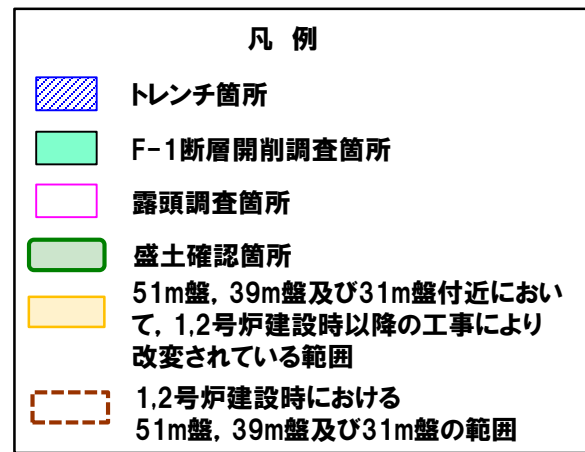 凡 例
トレンチ箇所
F-1断層開削調査箇所
露頭調査箇所
盛土確認箇所
51m盤, 39m盤及び31m盤付近におい
て, 1,2号炉建設時以降の工事により
改変されている範囲
1,2号炉建設時における
51m盤, 39m盤及び31m盤の範囲